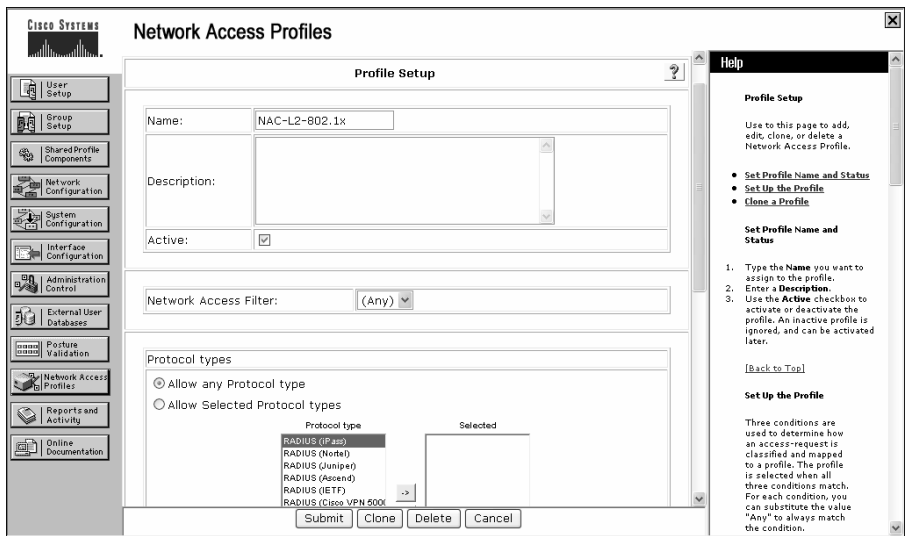 CISCO SYSTEMS
Network Access Profiles
User
Setup
Group
Setup
Shared Profile
Components
Network
Configuration
System
Configuration
Interface
Configuration
Administration
Control
External User
Databases
Posture
Validation
Network Access
Profiles
Reports and
Activity
Online
Documentation
Profile Setup
?
Name:
NAC-L2-802.1x
Description:
Active:
Network Access Filter:
(Any)
Protocol types
Allow any Protocol type
Allow Selected Protocol types
Protocol type
Selected
RADIUS (iPass)
RADIUS (Nortel)
RADIUS (Juniper)
RADIUS (Ascend)
RADIUS (IETF)
RADIUS (Cisco VPN 500
->
Submit
Clone
Delete
Cancel
Help
Profile Setup
Use to this page to add,
edit, clone, or delete a
Network Access Profile.
Set Profile Name and Status
Set Up the Profile
Clone a Profile
Set Profile Name and
Status
1. Type the Name you want to
assign to the profile.
2. Enter a Description.
3. Use the Active checkbox to
activate or deactivate the
profile. An inactive profile is
ignored, and can be activated
later.
[Back to Top]
Set Up the Profile
Three conditions are
used to determine how
an access-request is
classified and mapped
to a profile. The profile
is selected when all
three conditions match.
For each condition, you
can substitute the value
"Any" to always match
the condition.